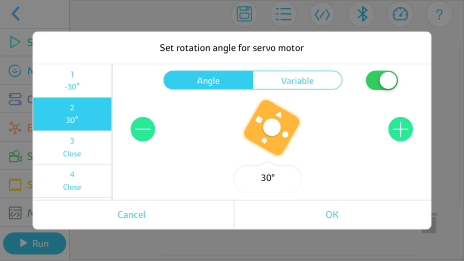 Set rotation angle for servo motor
1
-30°
Angle
Variable
2
30°
3
Close
4
Close
30°
Cancel
OK
Run